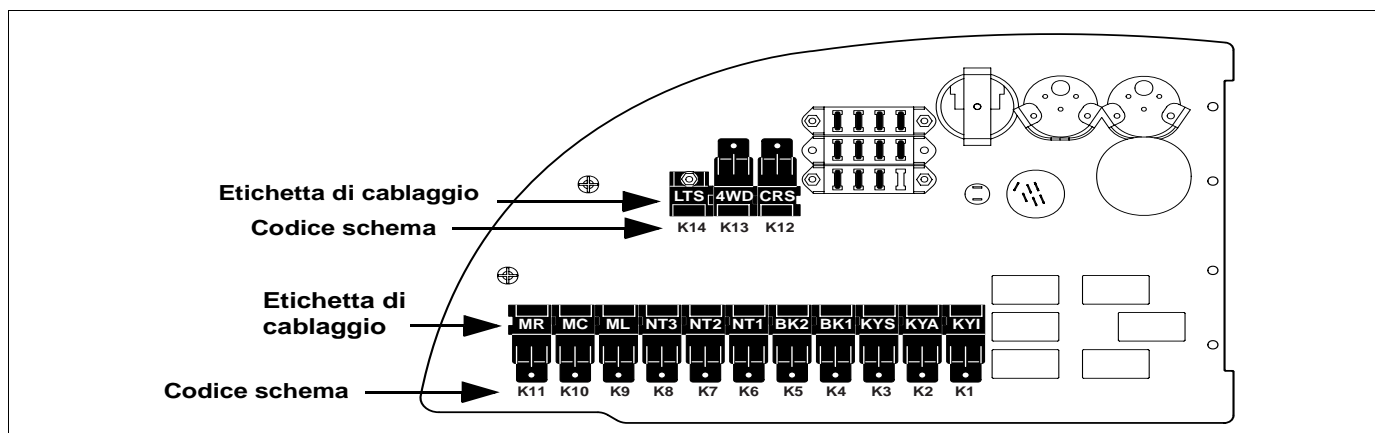 Etichetta di cablaggio
LTS 4WD CRS
Codice schema
K14 K13 K12
Etichetta di
cablaggio
MR MC ML NT3 NT2 NT1 BK2 BK1 KYS KYA KYI
Codice schema
K11 K10 K9 K8 K7 K6 K5 K4 K3 K2 K1